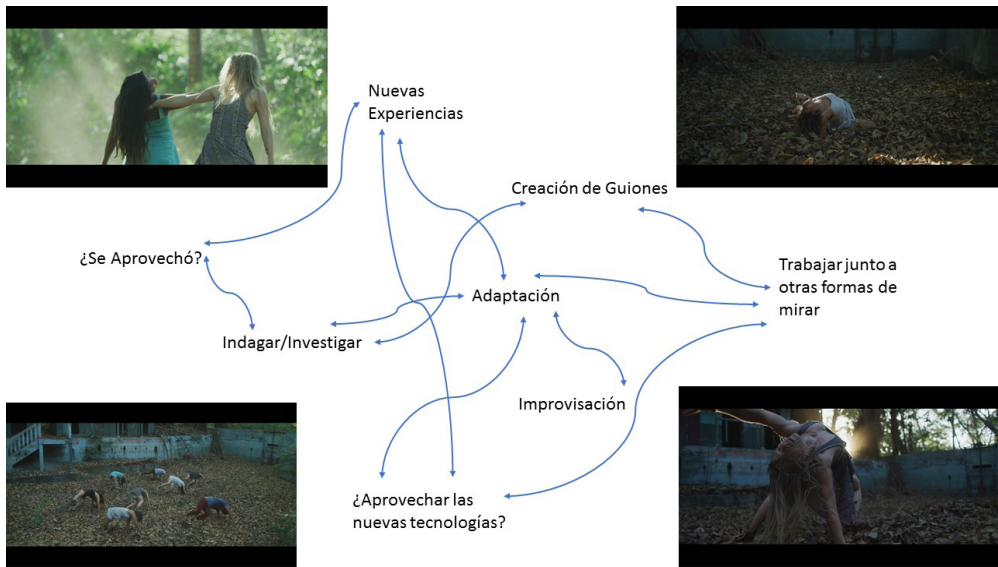 Nuevas
Experiencias
Creación de Guiones
¿Se Aprovechó?
Trabajar junto a
otras formas de
mirar
Adaptación
Indagar/Investigar
Improvisación
¿Aprovechar las
nuevas tecnologías?